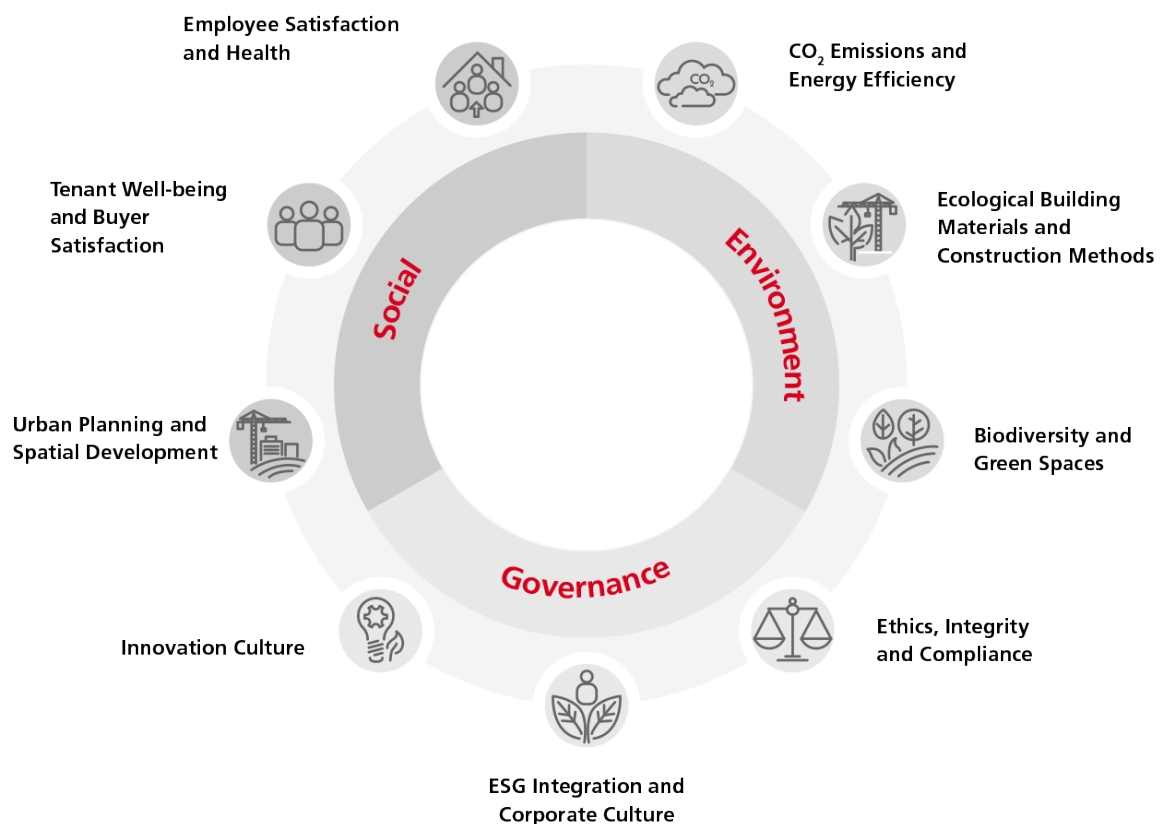 Employee Satisfaction
and Health
CO₂ Emissions and
Energy Efficiency
CO₂
Tenant Well-being
and Buyer
Satisfaction
Ecological Building
Materials and
Construction Methods
Social
Environment
Urban Planning and
Spatial Development
Biodiversity and
Green Spaces
Governance
Innovation Culture
Ethics, Integrity
and Compliance
ESG Integration and
Corporate Culture